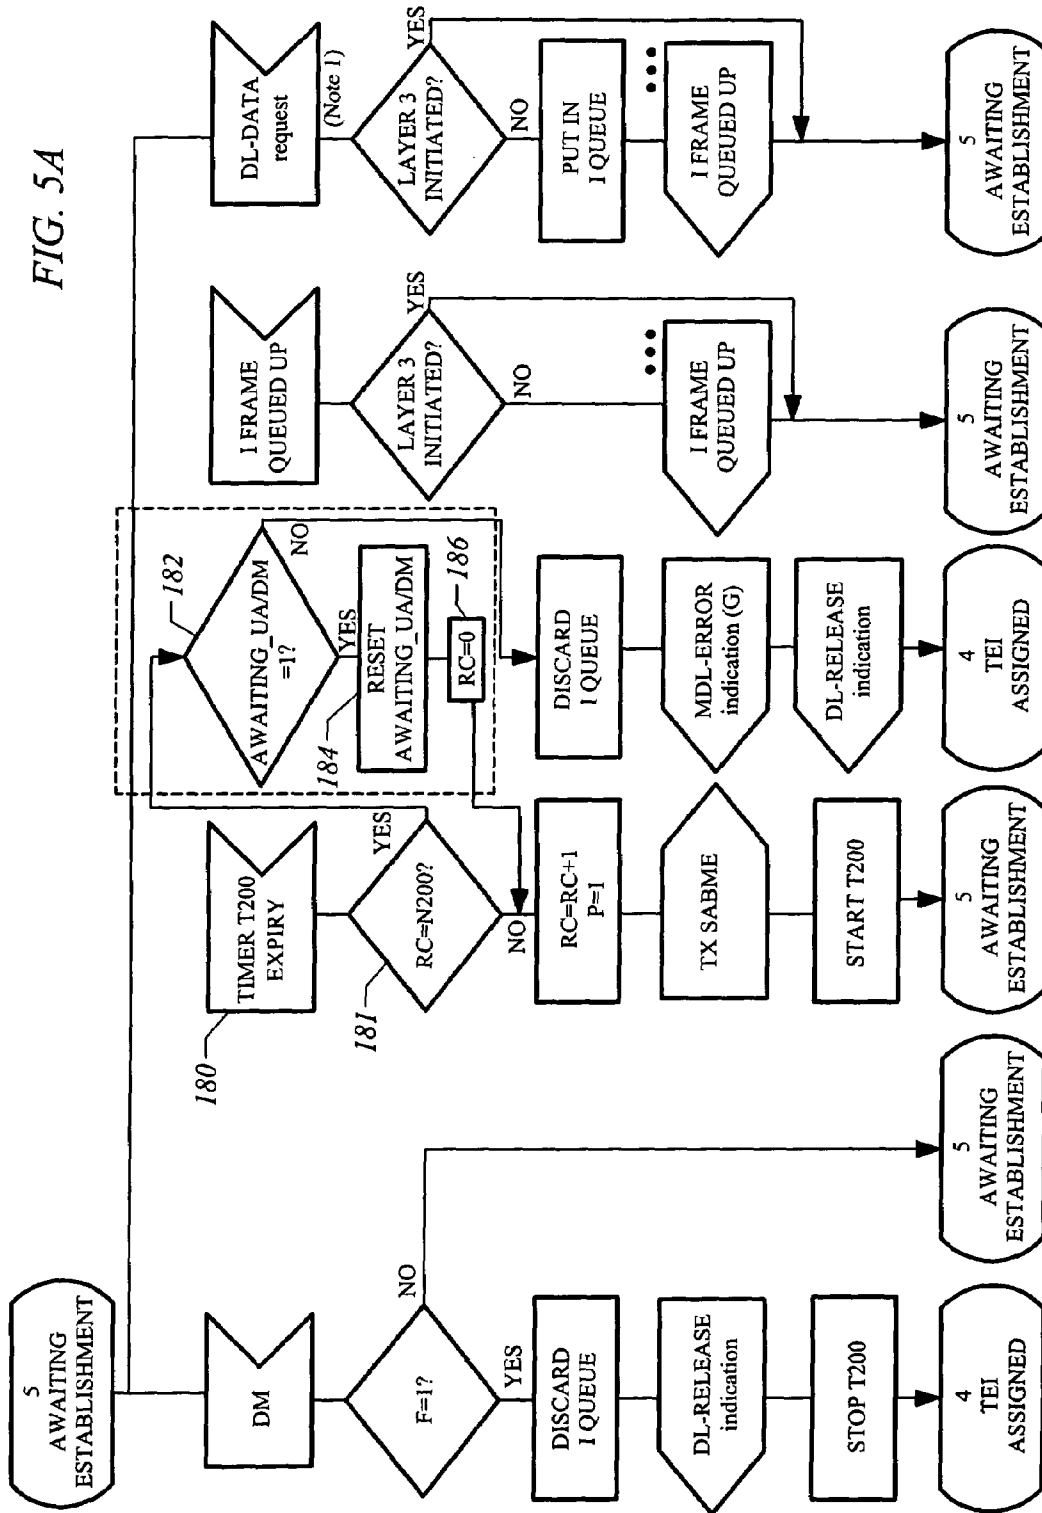 FIG. 5A
5
AWAITING
ESTABLISHMENT
DM
F=1?
NO
YES
DISCARD
I QUEUE
DL-RELEASE
indication
STOP T200
4
TEI
ASSIGNED
5
AWAITING
ESTABLISHMENT
180
TIMER T200
EXPIRY
181
RC=N200?
YES
NO
RC=RC+1
P=1
TX SABME
START T200
5
AWAITING
ESTABLISHMENT
182
AWAITING_UA/DM
=1?
NO
YES
184
RESET
AWAITING_UA/DM
186
RC=0
DISCARD
I QUEUE
MDL-ERROR
indication (G)
DL-RELEASE
indication
4
TEI
ASSIGNED
I FRAME
QUEUED UP
LAYER 3
INITIATED?
YES
NO
I FRAME
QUEUED UP
5
AWAITING
ESTABLISHMENT
DL-DATA
request
(Note 1)
LAYER 3
INITIATED?
YES
NO
PUT IN
I QUEUE
I FRAME
QUEUED UP
5
AWAITING
ESTABLISHMENT